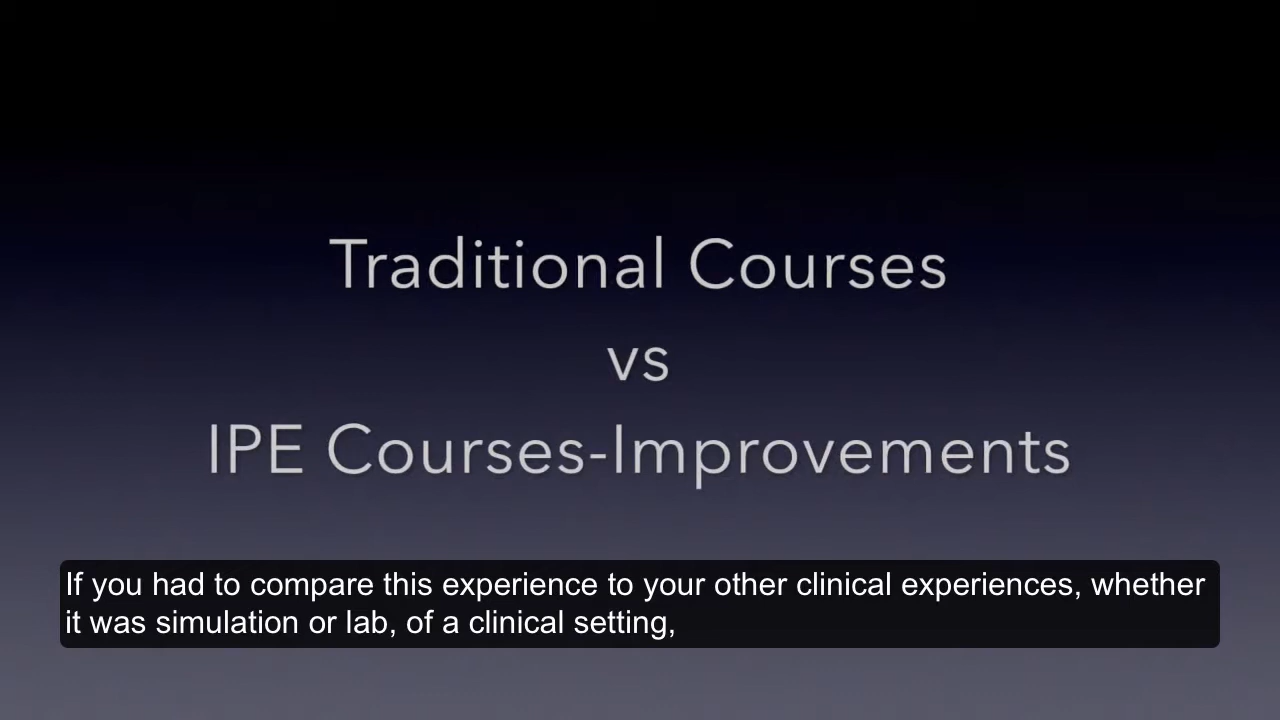 Traditional Courses
vs
IPE Courses-Improvements
If you had to compare this experience to your other clinical experiences, whether
it was simulation or lab, of a clinical setting,